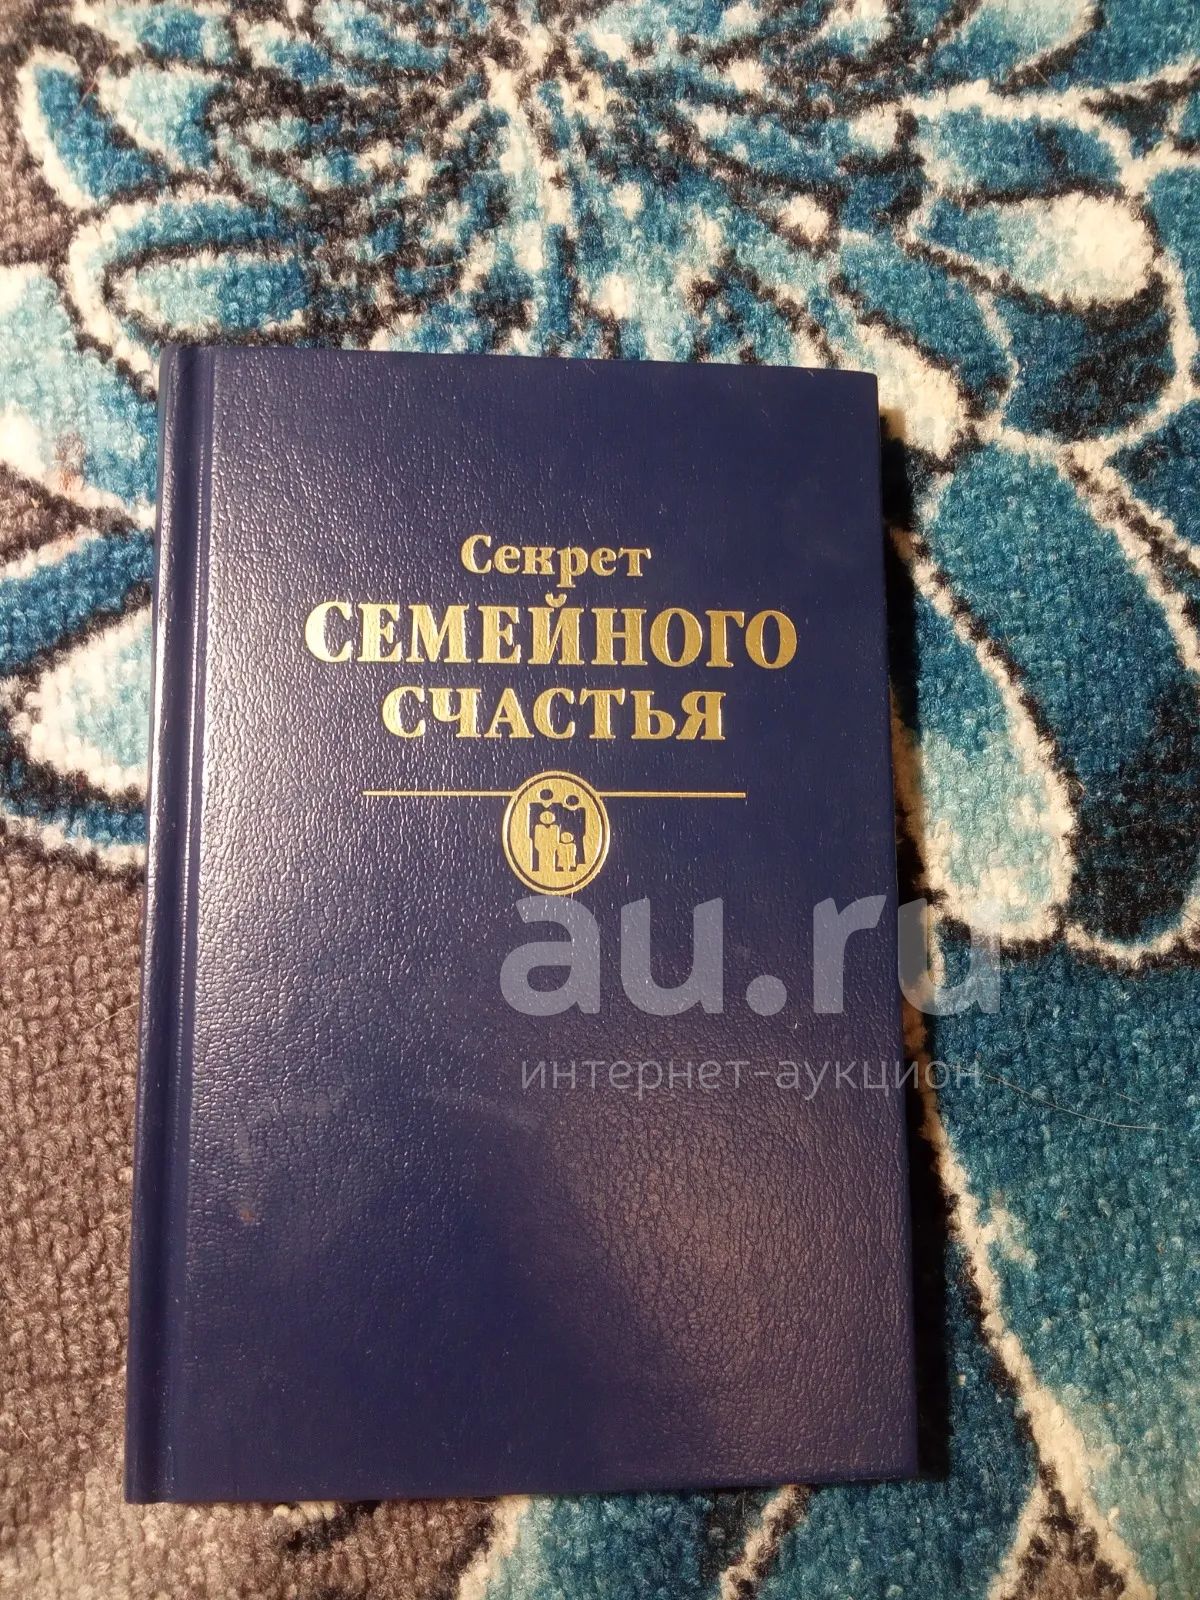 Секрет
СЕМЕЙНОГО
СЧАСТЬЯ
au.ru
интернет-аукцион